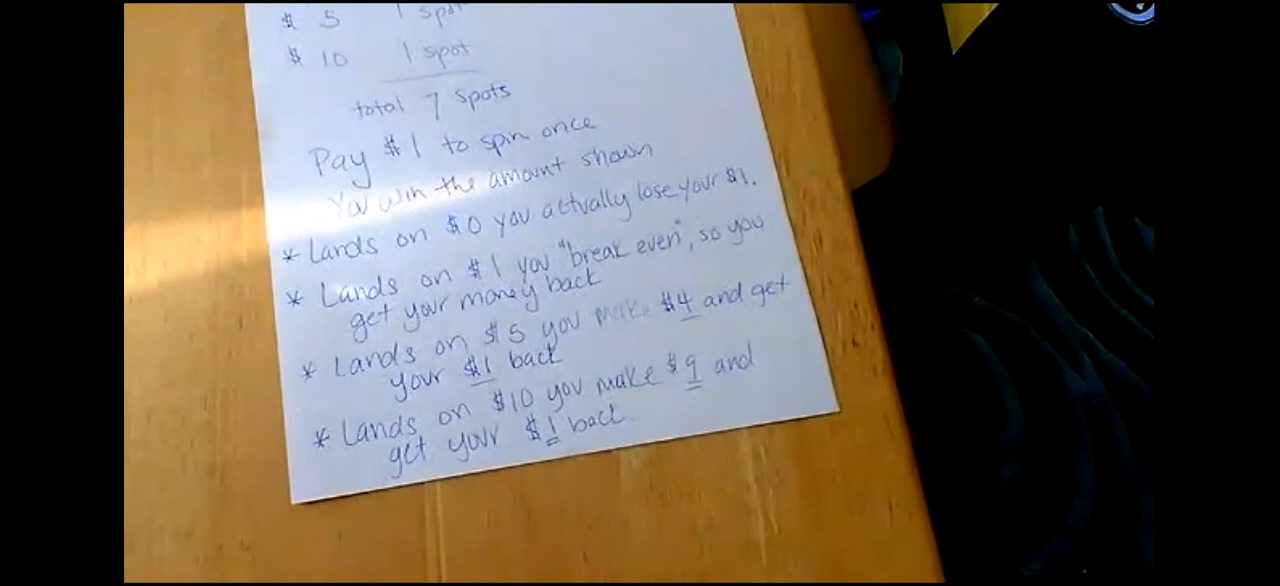 $ 5 1 spot
$ 10 1 spot
total 7 spots
Pay $1 to spin once
You win the amount shown
* Lands on $0 you actually lose your $1.
* Lands on $1 you "break even", so you
get your money back
* Lands on $5 you make $4 and get
your $1 back
* Lands on $10 you make $9 and
get your $1 back.